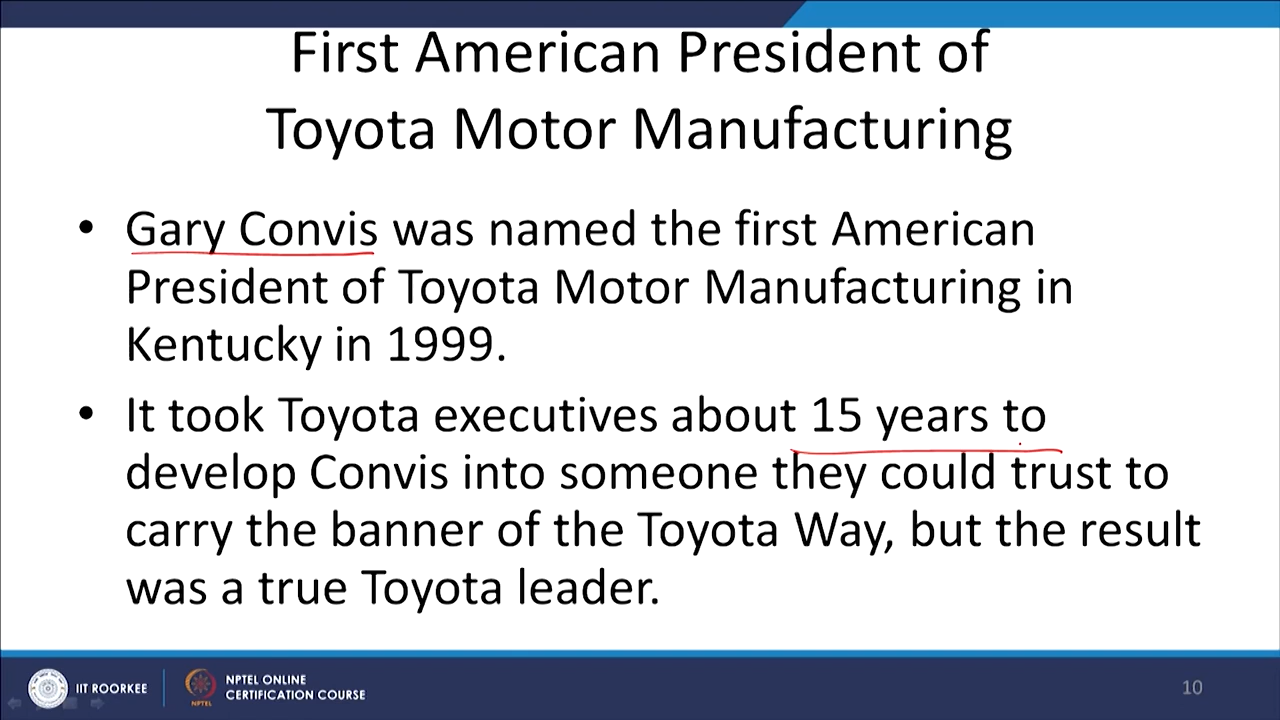 First American President of
Toyota Motor Manufacturing
• Gary Convis was named the first American
President of Toyota Motor Manufacturing in
Kentucky in 1999.
• It took Toyota executives about 15 years to
develop Convis into someone they could trust to
carry the banner of the Toyota Way, but the result
was a true Toyota leader.
IIT ROORKEE
NPTEL
NPTEL ONLINE
CERTIFICATION COURSE
10